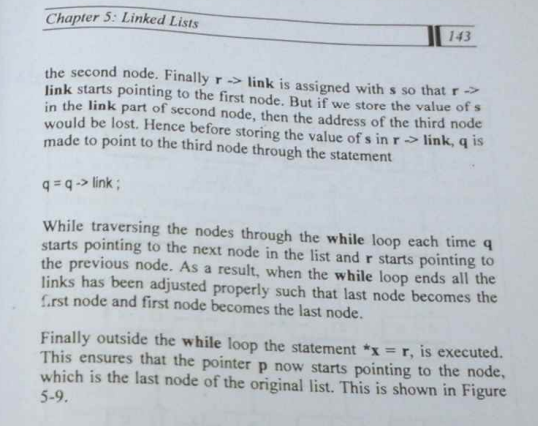 Chapter 5: Linked Lists
143
the second node. Finally r -> link is assigned with s so that r ->
link starts pointing to the first node. But if we store the value of s
in the link part of second node, then the address of the third node
would be lost. Hence before storing the value of s in r -> link, q is
made to point to the third node through the statement
q = q -> link ;
While traversing the nodes through the while loop each time q
starts pointing to the next node in the list and r starts pointing to
the previous node. As a result, when the while loop ends all the
links has been adjusted properly such that last node becomes the
first node and first node becomes the last node.
Finally outside the while loop the statement *x = r, is executed.
This ensures that the pointer p now starts pointing to the node,
which is the last node of the original list. This is shown in Figure
5-9.